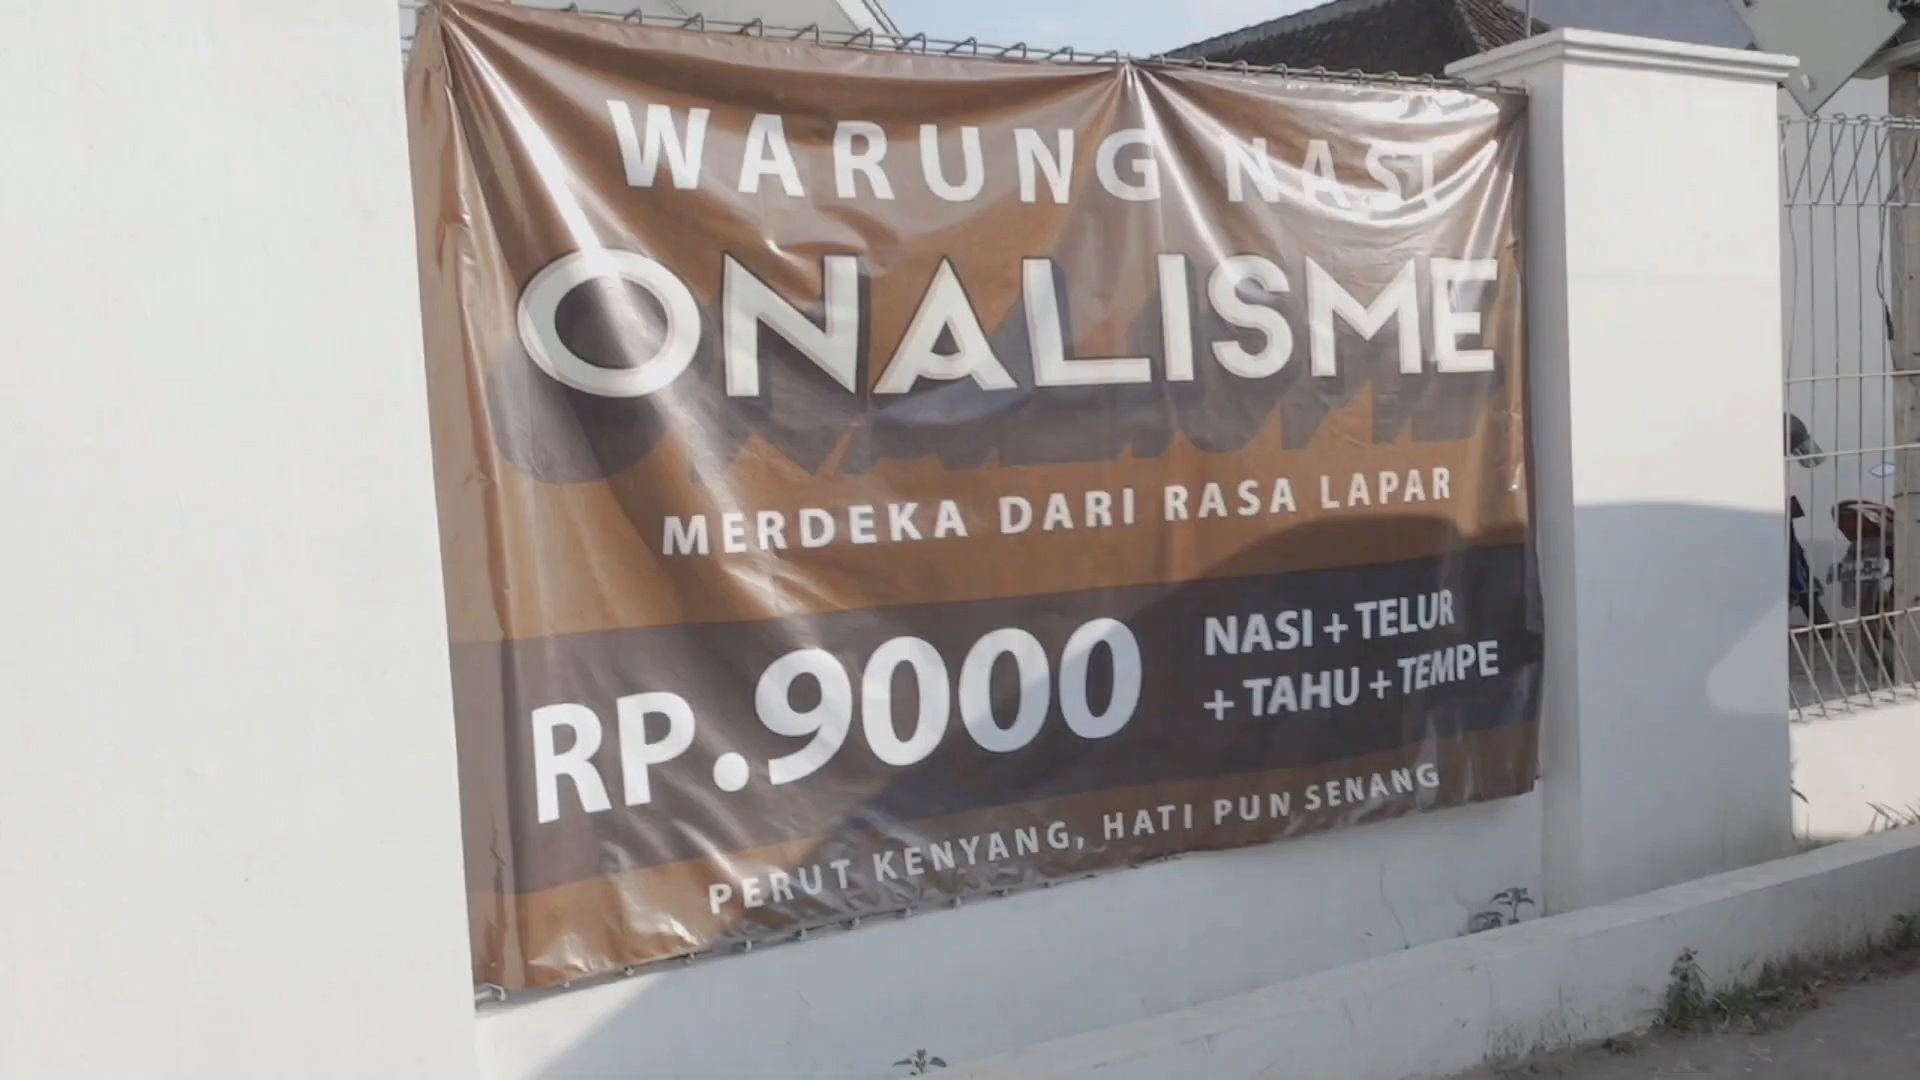 WARUNG NASI
ONALISME
MERDEKA DARI RASA LAPAR
RP.9000
NASI + TELUR
+ TAHU + TEMPE
PERUT KENYANG, HATI PUN SENANG